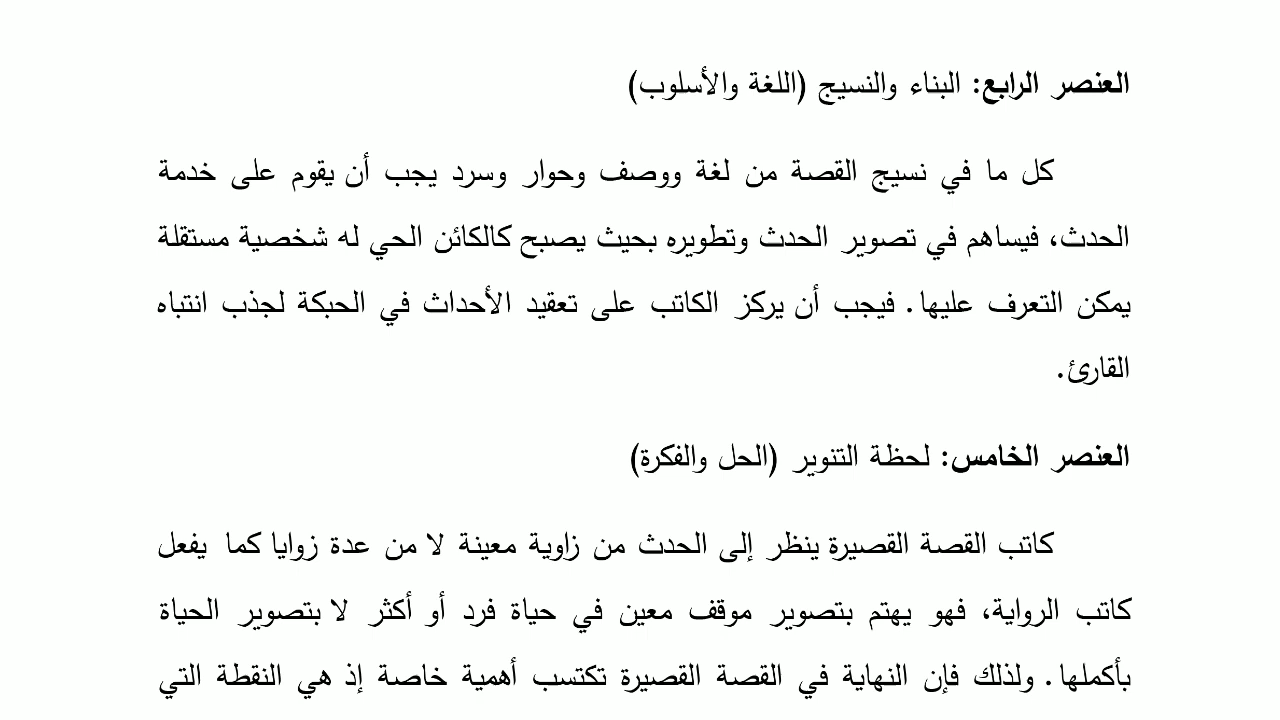 العنصر الرابع: البناء والنسيج (اللغة والأسلوب)
كل ما في نسيج القصة من لغة ووصف وحوار وسرد يجب أن يقوم على خدمة
الحدث، فيساهم في تصوير الحدث وتطويره بحيث يصبح كالكائن الحي له شخصية مستقلة
يمكن التعرف عليها. فيجب أن يركز الكاتب على تعقيد الأحداث في الحبكة لجذب انتباه
القارئ.
العنصر الخامس: لحظة التنوير (الحل والفكرة)
كاتب القصة القصيرة ينظر إلى الحدث من زاوية معينة لا من عدة زوايا كما يفعل
كاتب الرواية، فهو يهتم بتصوير موقف معين في حياة فرد أو أكثر لا بتصوير الحياة
بأكملها. ولذلك فإن النهاية في القصة القصيرة تكتسب أهمية خاصة إذ هي النقطة التي